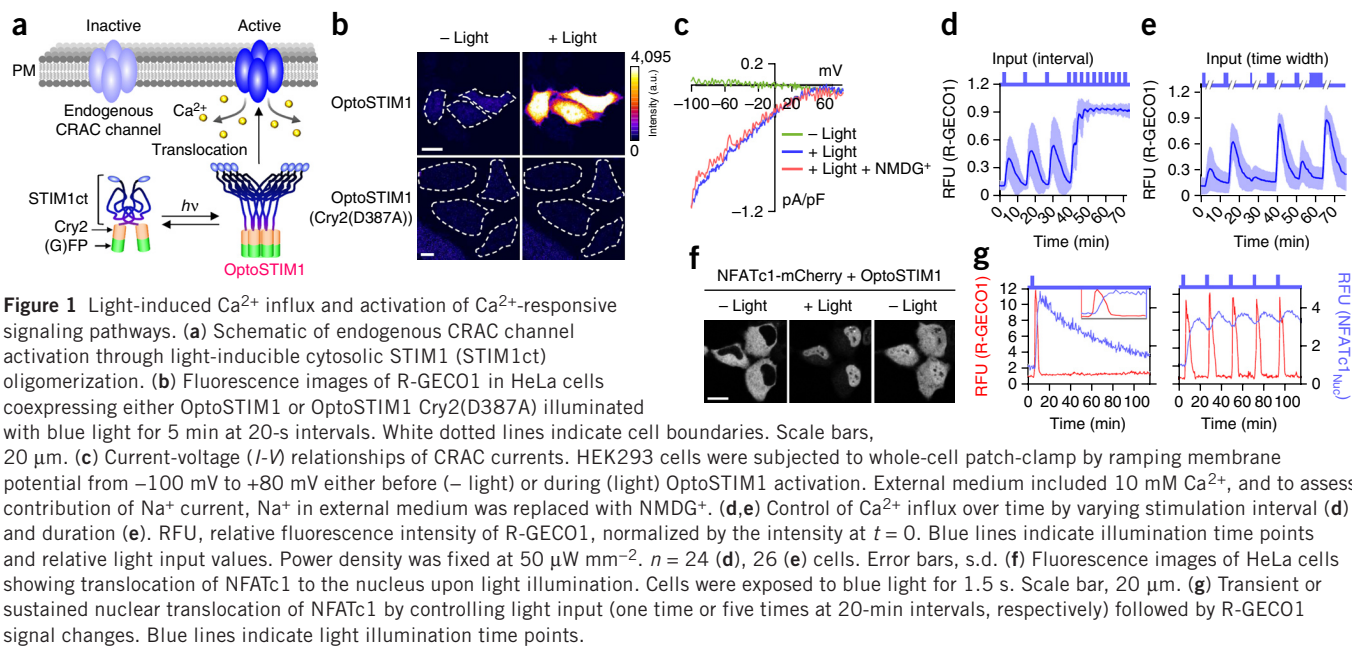 a
Inactive
Active
PM
Endogenous
CRAC channel
Ca2+
Translocation
STIM1ct
Cry2
(G)FP
hν
OptoSTIM1
b
– Light
+ Light
OptoSTIM1
OptoSTIM1
(Cry2(D387A))
4,095
Intensity (a.u.)
0
c
0.2
mV
–100 –80 –60 –40 –20
40
80
– Light
+ Light
+ Light + NMDG+
–1.2
pA/pF
d
Input (interval)
RFU (R-GECO1)
1.2
0.9
0.6
0.3
0
0 10 20 30 40 50 60 70
Time (min)
e
Input (time width)
RFU (R-GECO1)
1.2
0.9
0.6
0.3
0
0 10 20 30 40 50 60 70
Time (min)
f
NFATc1-mCherry + OptoSTIM1
– Light
+ Light
– Light
g
RFU (R-GECO1)
12
10
8
6
4
2
0
0 20 40 60 80 100
Time (min)
0 20 40 60 80 100
Time (min)
4
2
0
RFU (NFATc1Nuc)
Figure 1 Light-induced Ca2+ influx and activation of Ca2+-responsive
signaling pathways. (a) Schematic of endogenous CRAC channel
activation through light-inducible cytosolic STIM1 (STIM1ct)
oligomerization. (b) Fluorescence images of R-GECO1 in HeLa cells
coexpressing either OptoSTIM1 or OptoSTIM1 Cry2(D387A) illuminated
with blue light for 5 min at 20-s intervals. White dotted lines indicate cell boundaries. Scale bars,
20 μm. (c) Current-voltage (I-V) relationships of CRAC currents. HEK293 cells were subjected to whole-cell patch-clamp by ramping membrane
potential from –100 mV to +80 mV either before (– light) or during (light) OptoSTIM1 activation. External medium included 10 mM Ca2+, and to assess
contribution of Na+ current, Na+ in external medium was replaced with NMDG+. (d,e) Control of Ca2+ influx over time by varying stimulation interval (d)
and duration (e). RFU, relative fluorescence intensity of R-GECO1, normalized by the intensity at t = 0. Blue lines indicate illumination time points
and relative light input values. Power density was fixed at 50 μW mm−2. n = 24 (d), 26 (e) cells. Error bars, s.d. (f) Fluorescence images of HeLa cells
showing translocation of NFATc1 to the nucleus upon light illumination. Cells were exposed to blue light for 1.5 s. Scale bar, 20 μm. (g) Transient or
sustained nuclear translocation of NFATc1 by controlling light input (one time or five times at 20-min intervals, respectively) followed by R-GECO1
signal changes. Blue lines indicate light illumination time points.